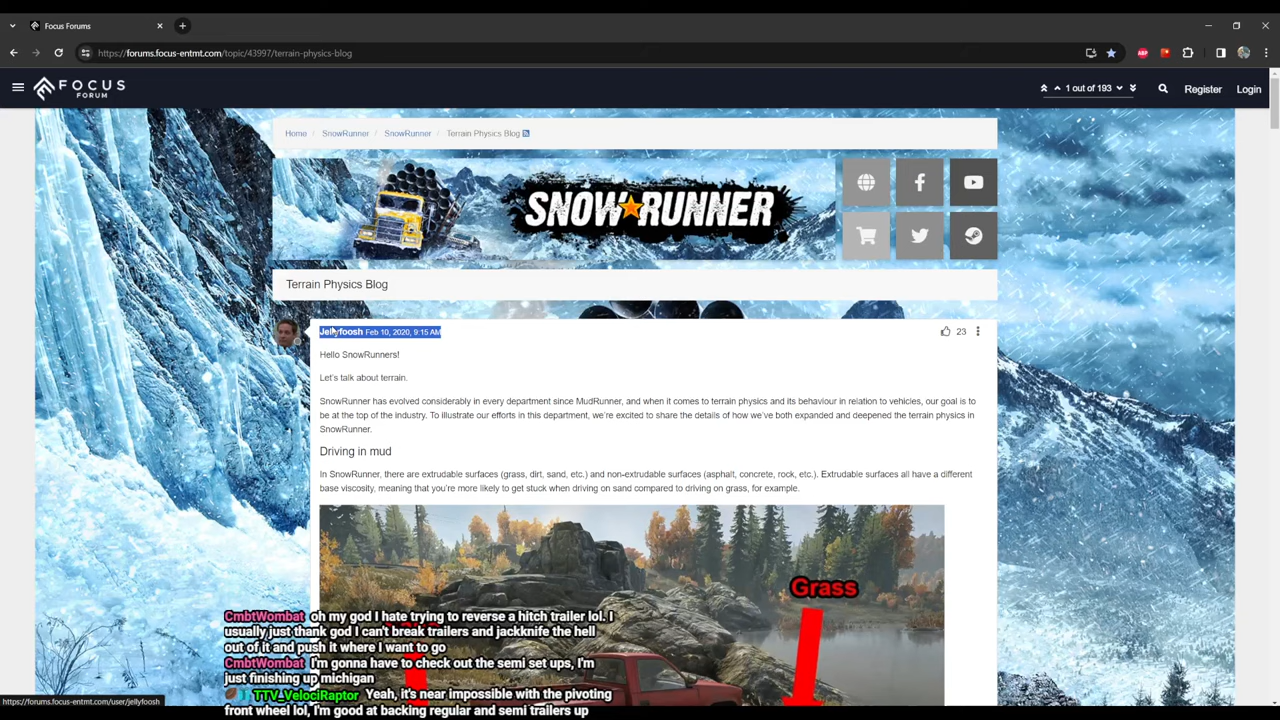 Focus Forums
https://forums.focus-entmt.com/topic/43997/terrain-physics-blog
ABP
FOCUS
FORUM
1 out of 193
Register
Login
Home / SnowRunner / SnowRunner / Terrain Physics Blog
SNOWRUNNER
Terrain Physics Blog
Jellyfoosh Feb 10, 2020, 9:15 AM
23
Hello SnowRunners!
Let's talk about terrain.
SnowRunner has evolved considerably in every department since MudRunner, and when it comes to terrain physics and its behaviour in relation to vehicles, our goal is to
be at the top of the industry. To illustrate our efforts in this department, we're excited to share the details of how we've both expanded and deepened the terrain physics in
SnowRunner.
Driving in mud
In SnowRunner, there are extrudable surfaces (grass, dirt, sand, etc.) and non-extrudable surfaces (asphalt, concrete, rock, etc.). Extrudable surfaces all have a different
base viscosity, meaning that you're more likely to get stuck when driving on sand compared to driving on grass, for example.
Grass
CmbtWombat oh my god I hate trying to reverse a hitch trailer lol. I
usually just thank god I can't break trailers and jackknife the hell
out of it and push it where I want to go
CmbtWombat I'm gonna have to check out the semi set ups, I'm
just finishing up michigan
TTV_VelociRaptor Yeah, it's near impossible with the pivoting
front wheel lol, I'm good at backing regular and semi trailers up
https://forums.focus-entmt.com/user/jellyfoosh